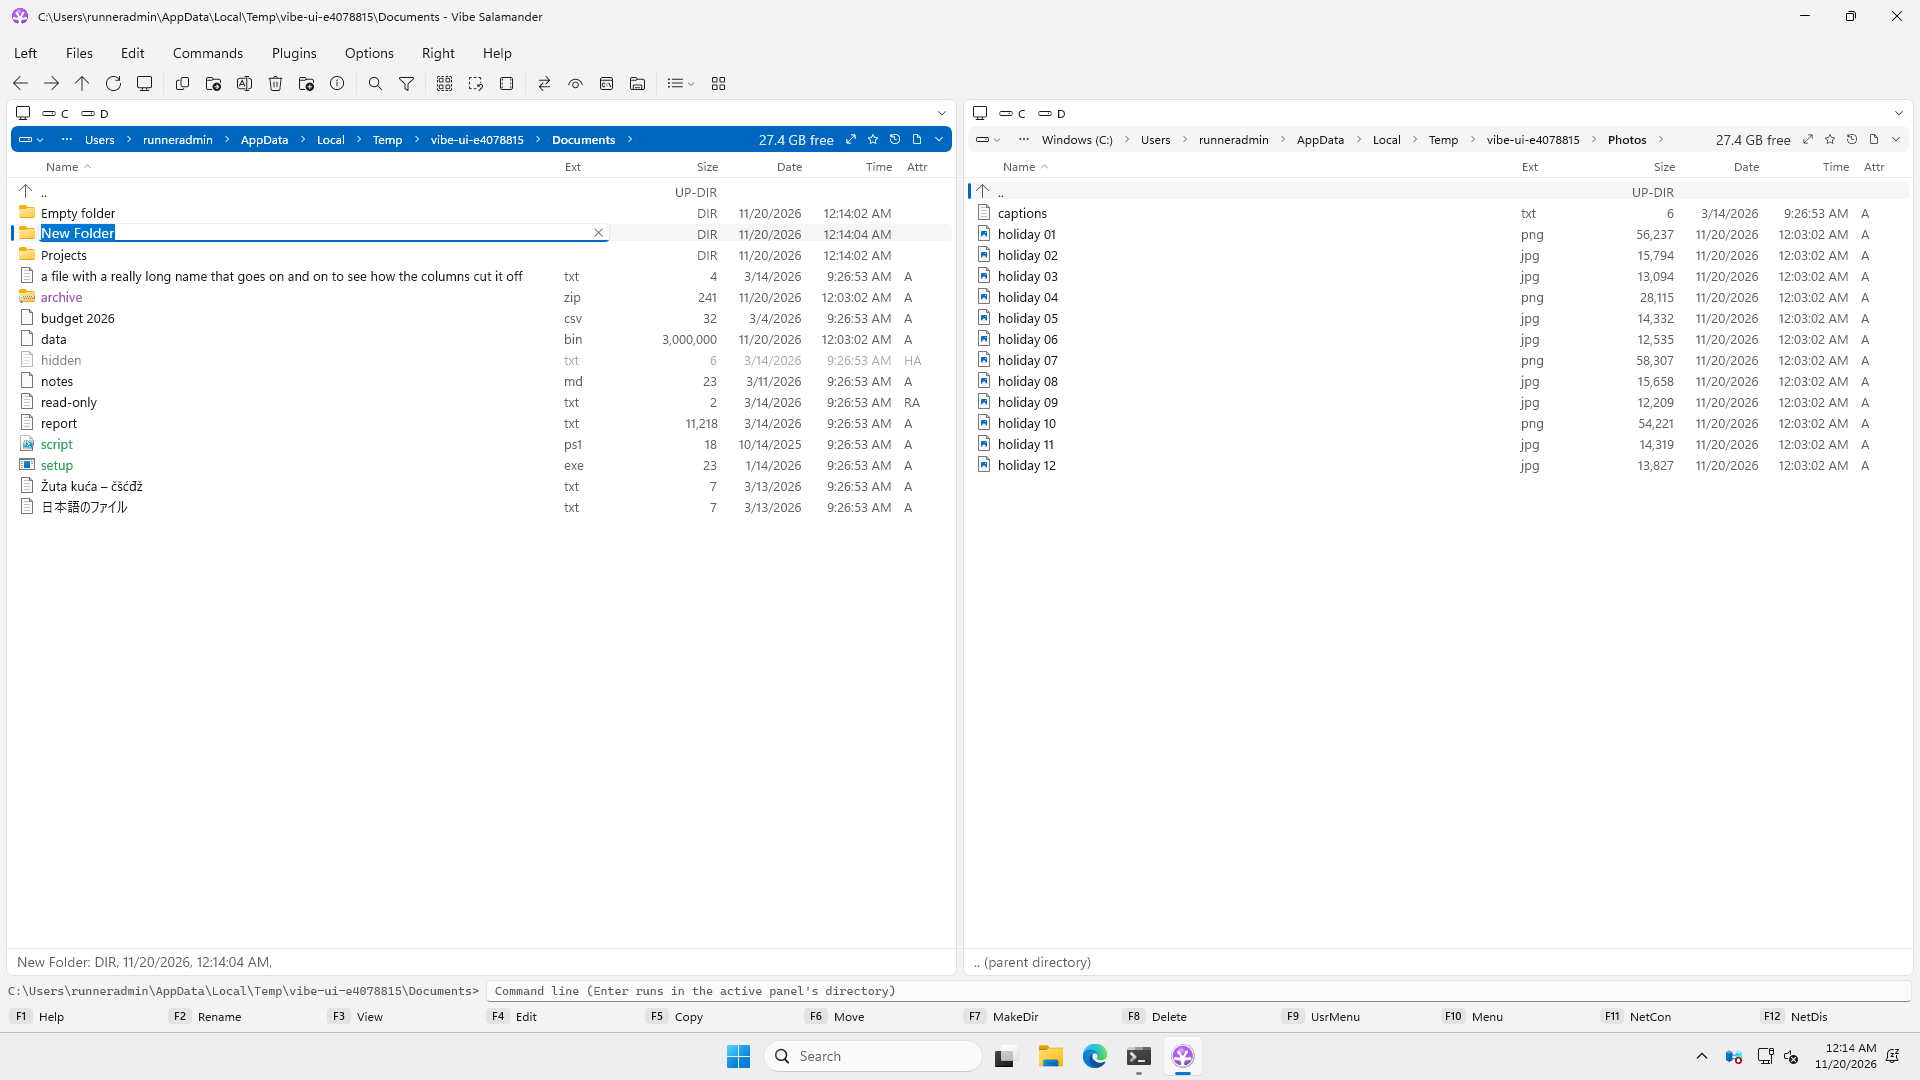 C:\Users\runneradmin\AppData\Local\Temp\vibe-ui-e4078815\Documents - Vibe Salamander
Left Files Edit Commands Plugins Options Right Help
C D
Users runneradmin AppData Local Temp vibe-ui-e4078815 Documents 27.4 GB free
Name Ext Size Date Time Attr
.. UP-DIR
Empty folder DIR 11/20/2026 12:14:02 AM
New Folder DIR 11/20/2026 12:14:04 AM
Projects DIR 11/20/2026 12:14:02 AM
a file with a really long name that goes on and on to see how the columns cut it off txt 4 3/14/2026 9:26:53 AM A
archive zip 241 11/20/2026 12:03:02 AM A
budget 2026 csv 32 3/4/2026 9:26:53 AM A
data bin 3,000,000 11/20/2026 12:03:02 AM A
hidden txt 6 3/14/2026 9:26:53 AM HA
notes md 23 3/11/2026 9:26:53 AM A
read-only txt 2 3/14/2026 9:26:53 AM RA
report txt 11,218 3/14/2026 9:26:53 AM A
script ps1 18 10/14/2025 9:26:53 AM A
setup exe 23 1/14/2026 9:26:53 AM A
Žuta kuća – čšćđž txt 7 3/13/2026 9:26:53 AM A
日本語のファイル txt 7 3/13/2026 9:26:53 AM A
New Folder: DIR, 11/20/2026, 12:14:04 AM,
C D
Windows (C:) Users runneradmin AppData Local Temp vibe-ui-e4078815 Photos 27.4 GB free
Name Ext Size Date Time Attr
.. UP-DIR
captions txt 6 3/14/2026 9:26:53 AM A
holiday 01 png 56,237 11/20/2026 12:03:02 AM A
holiday 02 jpg 15,794 11/20/2026 12:03:02 AM A
holiday 03 jpg 13,094 11/20/2026 12:03:02 AM A
holiday 04 png 28,115 11/20/2026 12:03:02 AM A
holiday 05 jpg 14,332 11/20/2026 12:03:02 AM A
holiday 06 jpg 12,535 11/20/2026 12:03:02 AM A
holiday 07 png 58,307 11/20/2026 12:03:02 AM A
holiday 08 jpg 15,658 11/20/2026 12:03:02 AM A
holiday 09 jpg 12,209 11/20/2026 12:03:02 AM A
holiday 10 png 54,221 11/20/2026 12:03:02 AM A
holiday 11 jpg 14,319 11/20/2026 12:03:02 AM A
holiday 12 jpg 13,827 11/20/2026 12:03:02 AM A
.. (parent directory)
C:\Users\runneradmin\AppData\Local\Temp\vibe-ui-e4078815\Documents> Command line (Enter runs in the active panel's directory)
F1 Help F2 Rename F3 View F4 Edit F5 Copy F6 Move F7 MakeDir F8 Delete F9 UsrMenu F10 Menu F11 NetCon F12 NetDis
Search
12:14 AM
11/20/2026